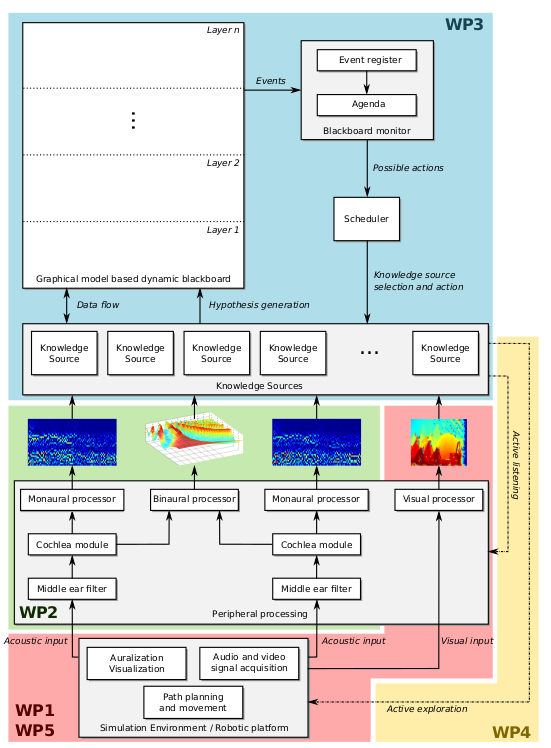 WP3
Layer n
Event register
Events
Agenda
Blackboard monitor
⋮
Layer 2
Possible actions
Scheduler
Layer 1
Graphical model based dynamic blackboard
Knowledge source
selection and action
Data flow
Hypothesis generation
Knowledge
Source
Knowledge
Source
Knowledge
Source
Knowledge
Source
...
Knowledge
Source
Knowledge Sources
Active listening
Monaural processor
Binaural processor
Monaural processor
Visual processor
Cochlea module
Cochlea module
Middle ear filter
Middle ear filter
WP2
Peripheral processing
Acoustic input
Acoustic input
Visual input
Auralization
Visualization
Audio and video
signal acquisition
Path planning
and movement
Active exploration
WP1
WP5
Simulation Environment / Robotic platform
WP4